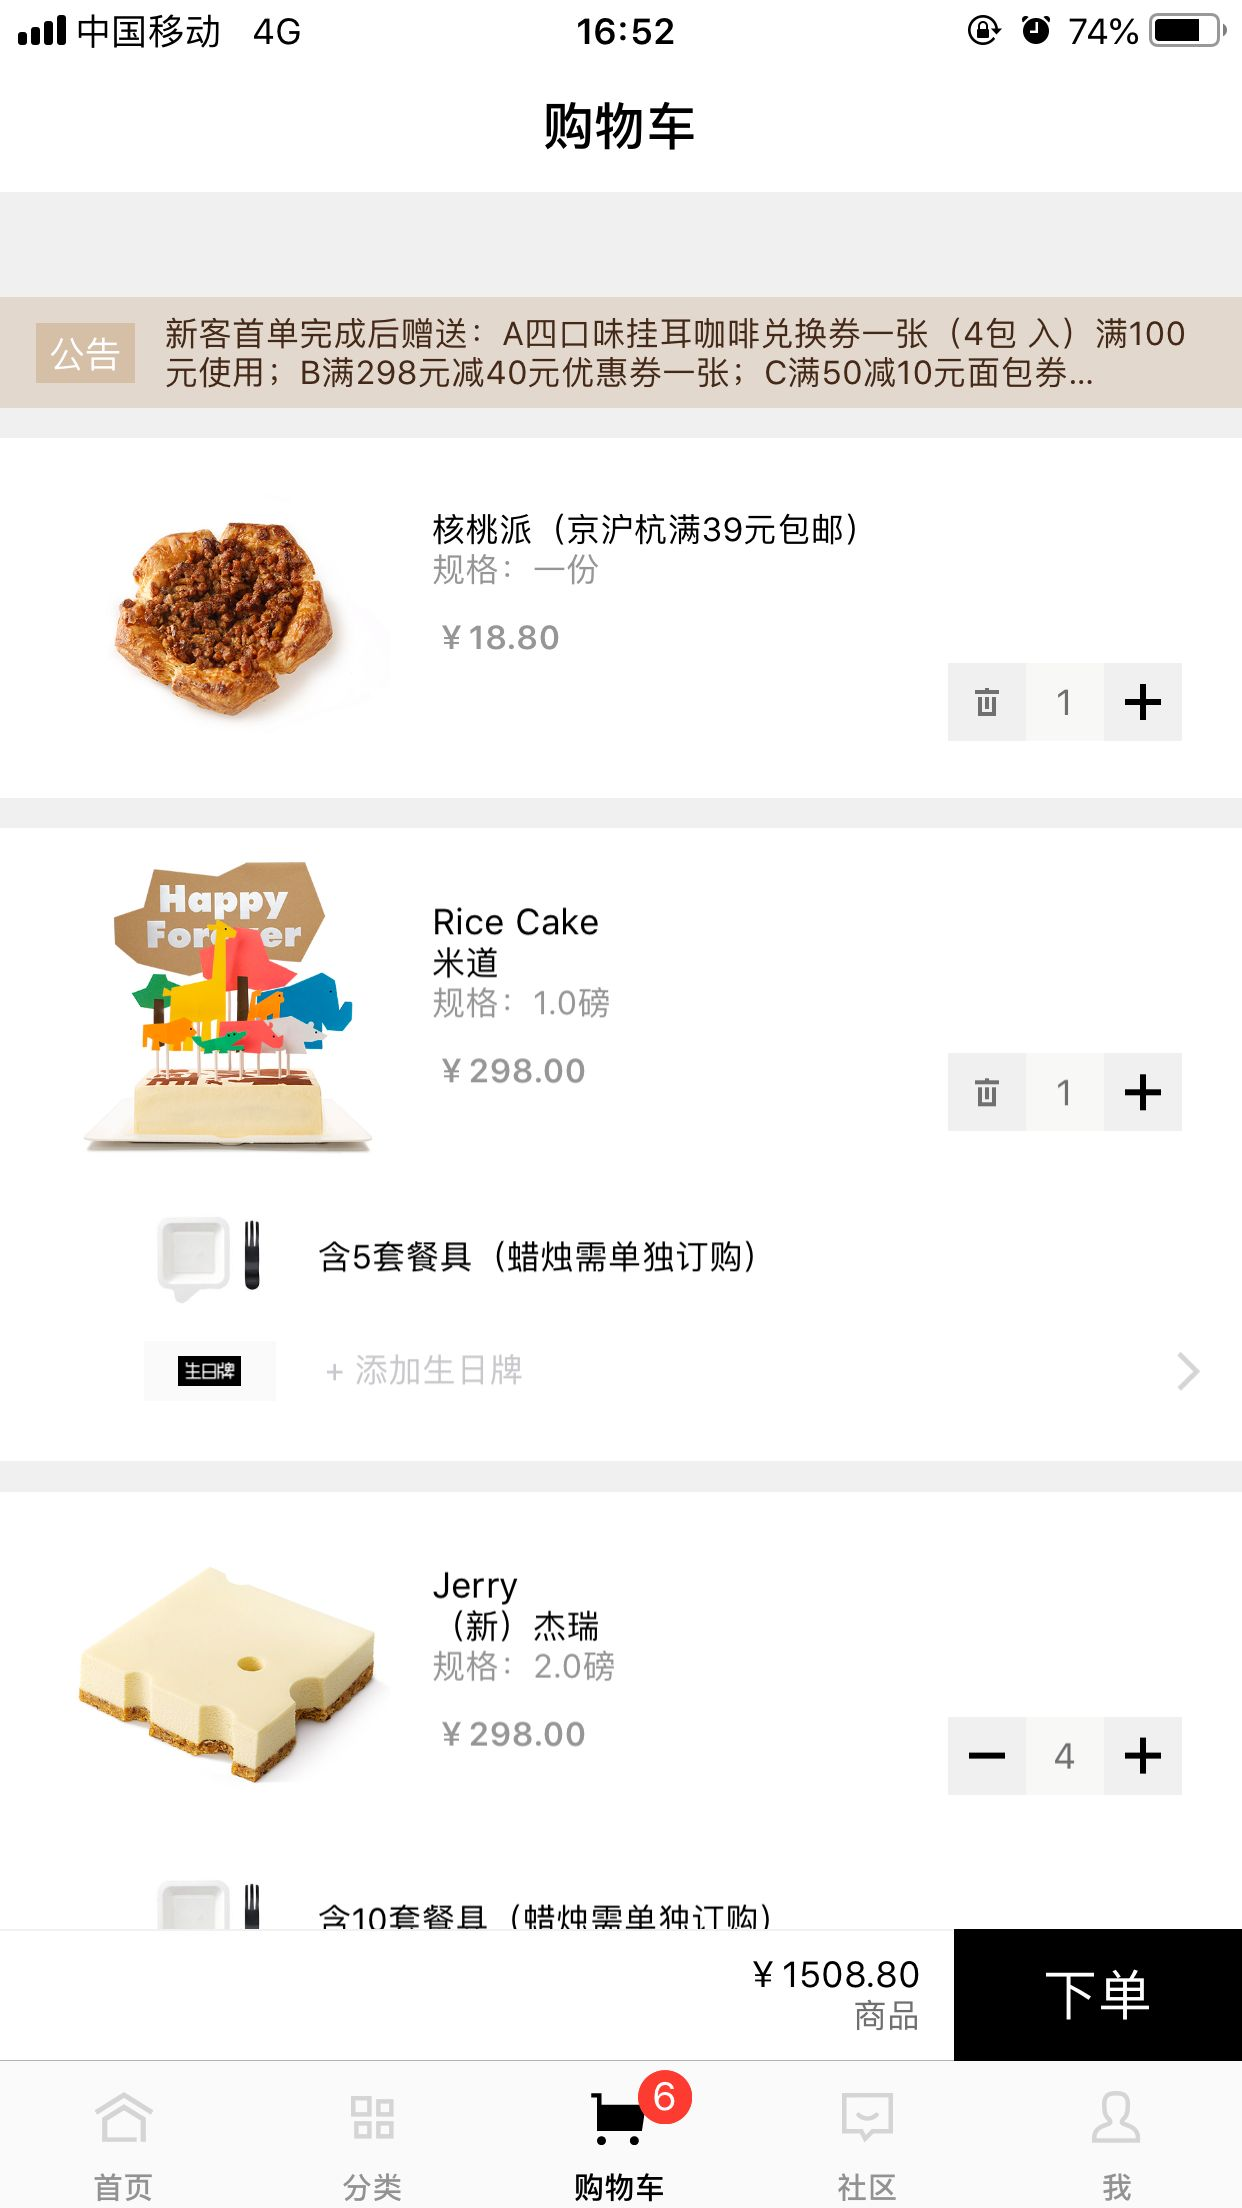 中国移动 4G 16:52 74%
购物车
公告
新客首单完成后赠送：A四口味挂耳咖啡兑换券一张（4包 入）满100
元使用；B满298元减40元优惠券一张；C满50减10元面包券...
核桃派（京沪杭满39元包邮）
规格：一份
¥18.80
1
Happy
Forever
Rice Cake
米道
规格：1.0磅
¥298.00
1
含5套餐具（蜡烛需单独订购）
生日牌
+ 添加生日牌
Jerry
（新）杰瑞
规格：2.0磅
¥298.00
4
含10套餐具（蜡烛需单独订购）
¥1508.80
商品
下单
6
首页
分类
购物车
社区
我